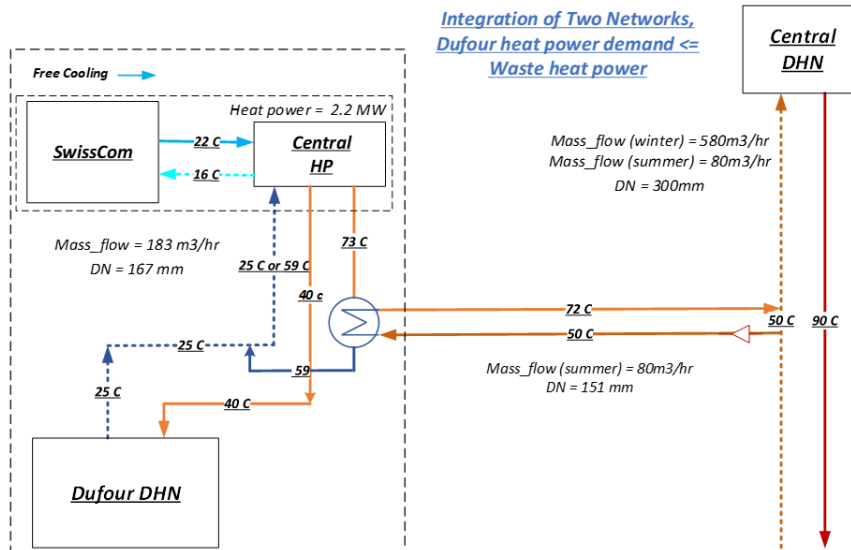 Integration of Two Networks,
Dufour heat power demand <=
Waste heat power
Central
DHN
Free Cooling
Heat power = 2.2 MW
SwissCom
22 C
16 C
Central
HP
Mass_flow (winter) = 580m3/hr
Mass_flow (summer) = 80m3/hr
DN = 300mm
Mass_flow = 183 m3/hr
DN = 167 mm
25 C or 59 C
40 c
73 C
72 C
50 C
50 C
90 C
25 C
59
Mass_flow (summer) = 80m3/hr
DN = 151 mm
25 C
40 C
Dufour DHN